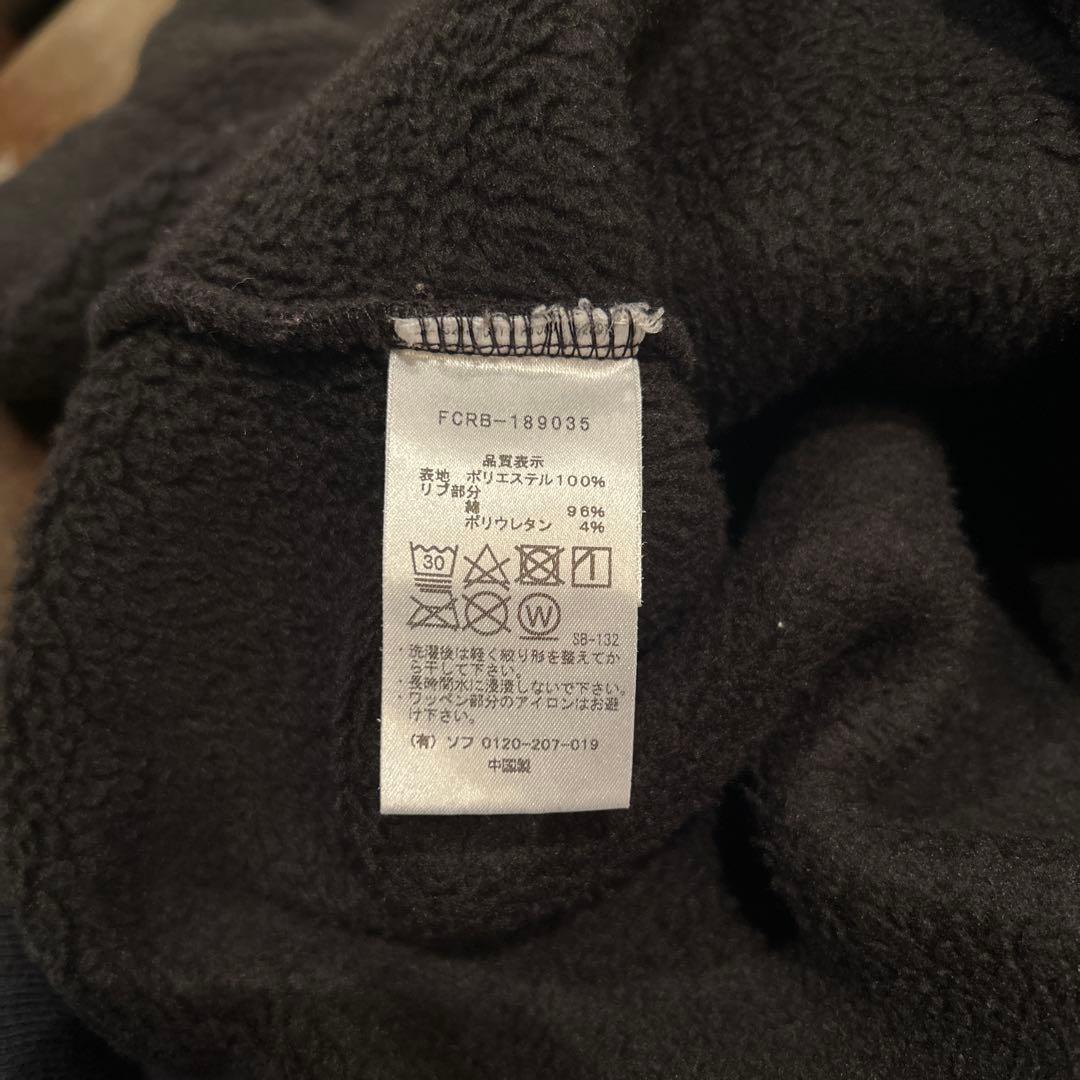 FCRB-189035
品質表示
表地 ポリエステル100%
リブ部分
綿 96%
ポリウレタン 4%
30
W
SB-132
・洗濯後は軽く絞り形を整えてか
ら干して下さい。
・長時間水に浸漬しないで下さい。
・ワッペン部分のアイロンはお避
け下さい。
(有)ソフ 0120-207-019
中国製